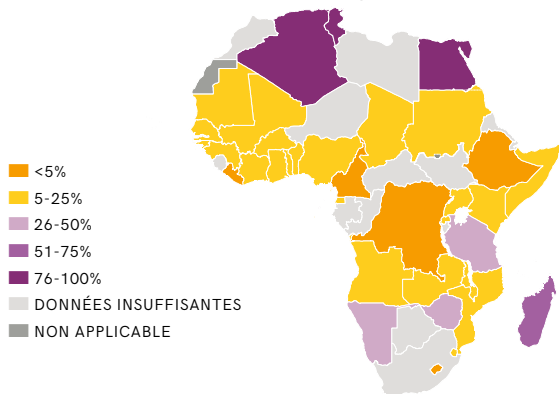 <5%
5-25%
26-50%
51-75%
76-100%
DONNÉES INSUFFISANTES
NON APPLICABLE